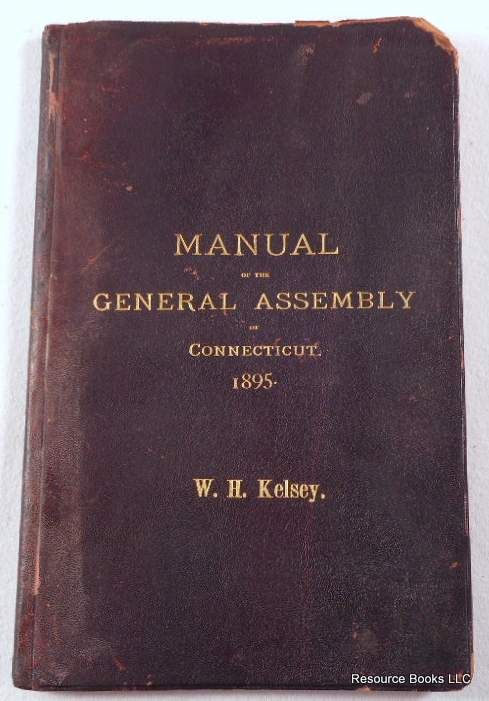 MANUAL
OF THE
GENERAL ASSEMBLY
OF
CONNECTICUT.
1895.
W. H. Kelsey.
Resource Books LLC